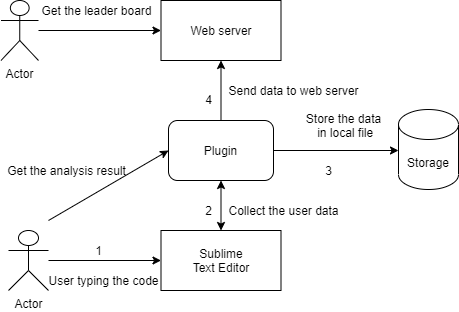 Get the leader board
Web server
Actor
4
Send data to web server
Store the data
in local file
Plugin
Storage
Get the analysis result
3
2
Collect the user data
1
Sublime
Text Editor
User typing the code
Actor